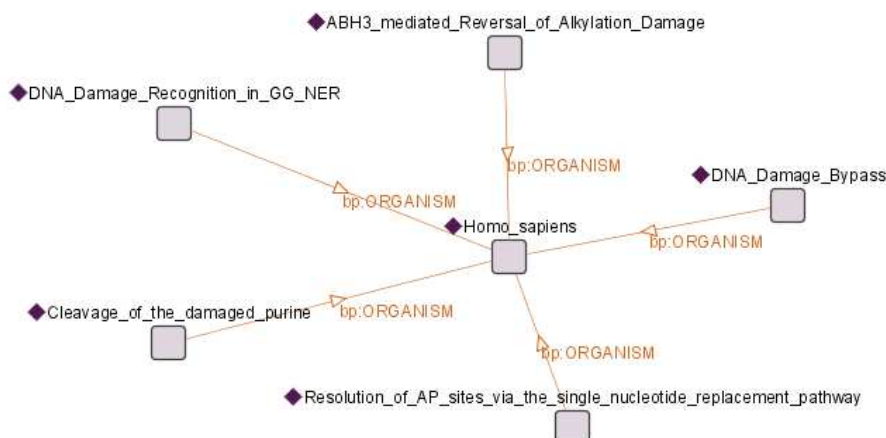 ABH3_mediated_Reversal_of_Alkylation_Damage
DNA_Damage_Recognition_in_GG_NER
bp:ORGANISM
DNA_Damage_Bypass
bp:ORGANISM
Homo_sapiens
bp:ORGANISM
Cleavage_of_the_damaged_purine
bp:ORGANISM
bp:ORGANISM
Resolution_of_AP_sites_via_the_single_nucleotide_replacement_pathway